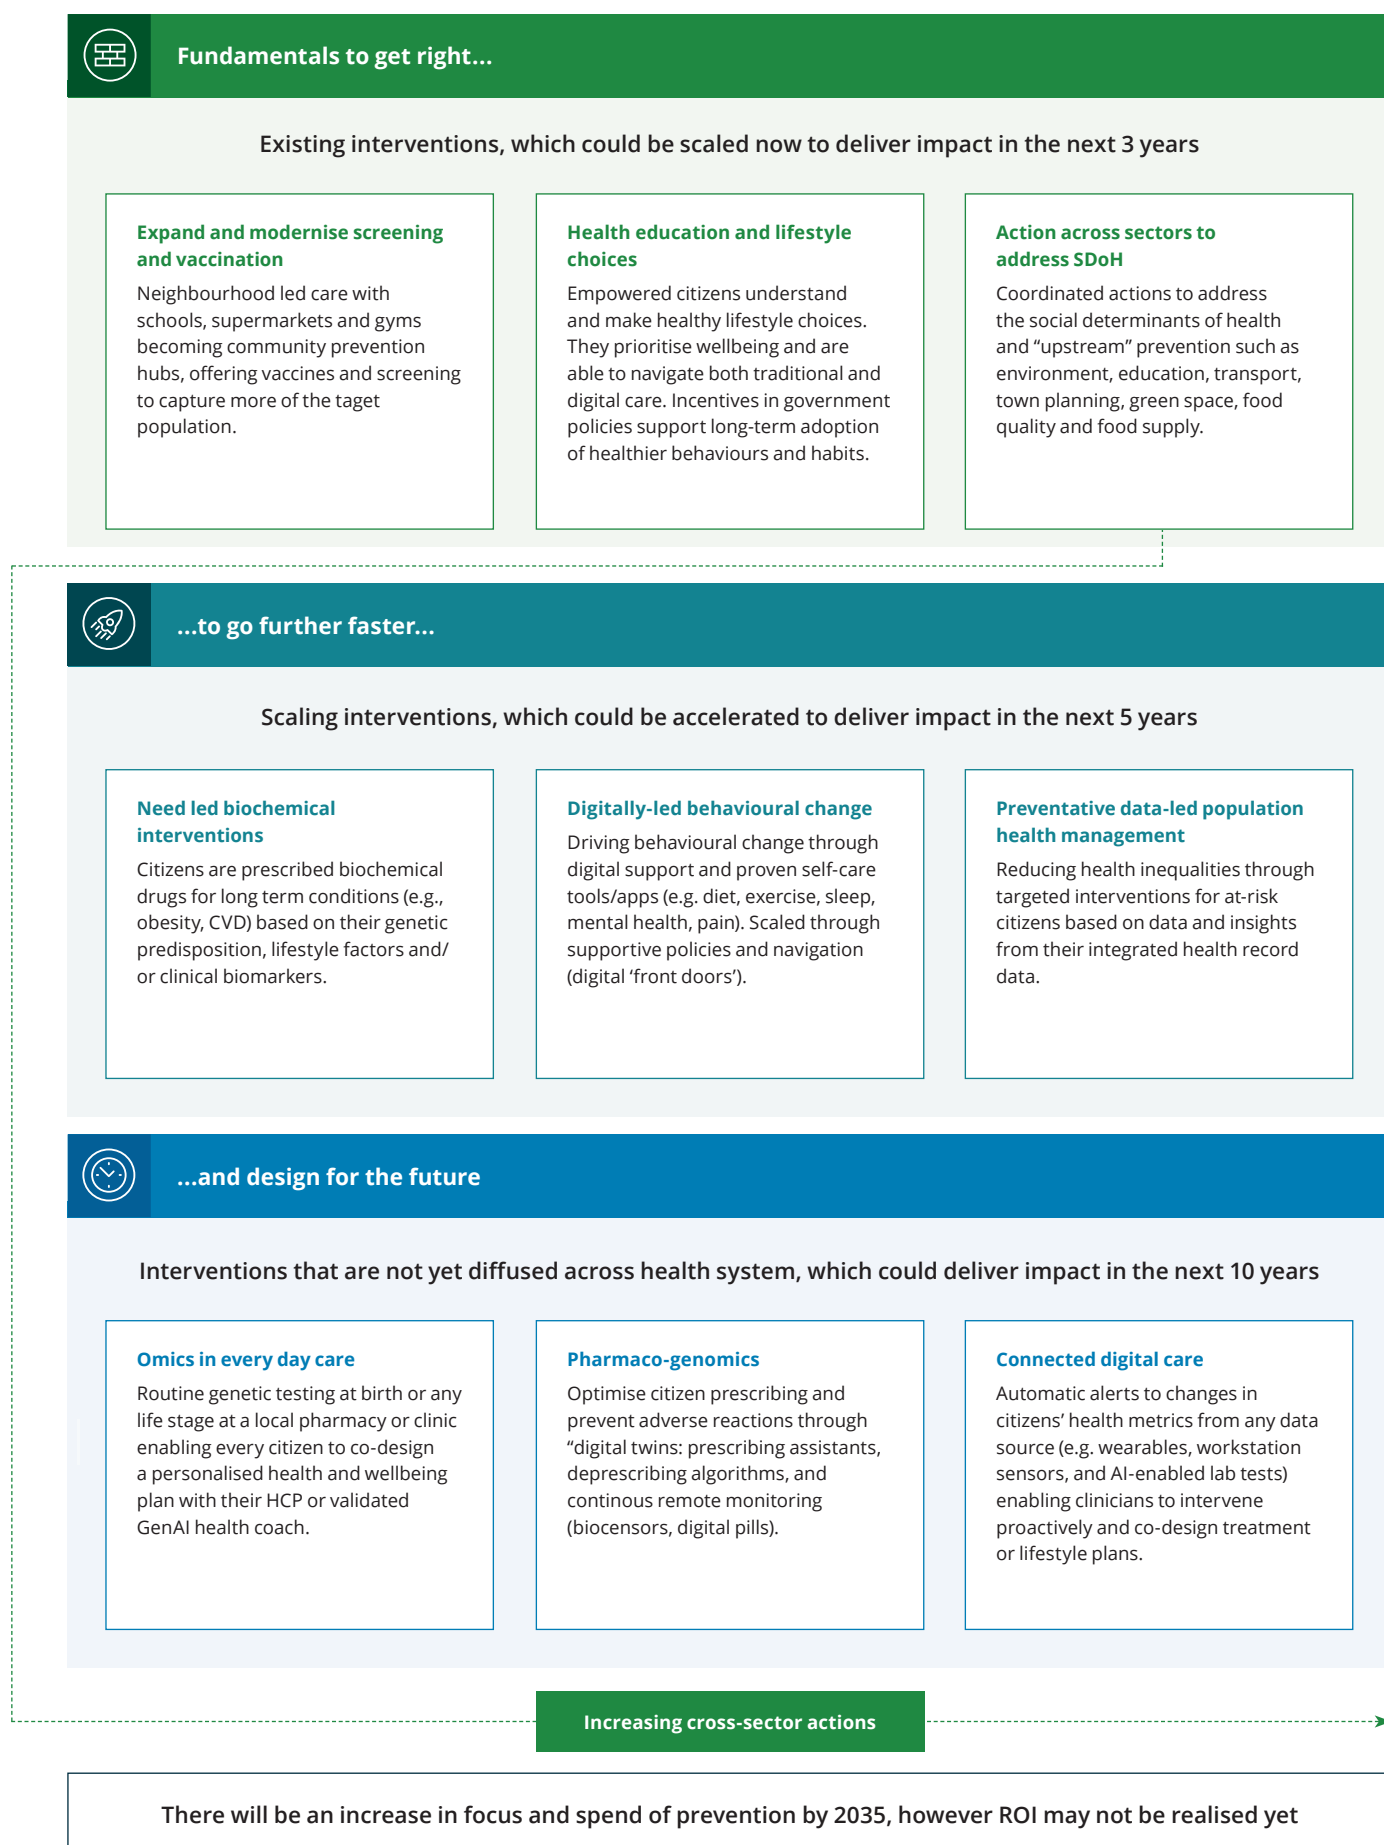 Fundamentals to get right...
Existing interventions, which could be scaled now to deliver impact in the next 3 years
Expand and modernise screening
and vaccination
Neighbourhood led care with
schools, supermarkets and gyms
becoming community prevention
hubs, offering vaccines and screening
to capture more of the taget
population.
Health education and lifestyle
choices
Empowered citizens understand
and make healthy lifestyle choices.
They prioritise wellbeing and are
able to navigate both traditional and
digital care. Incentives in government
policies support long-term adoption
of healthier behaviours and habits.
Action across sectors to
address SDoH
Coordinated actions to address
the social determinants of health
and “upstream” prevention such as
environment, education, transport,
town planning, green space, food
quality and food supply.
...to go further faster...
Scaling interventions, which could be accelerated to deliver impact in the next 5 years
Need led biochemical
interventions
Citizens are prescribed biochemical
drugs for long term conditions (e.g.,
obesity, CVD) based on their genetic
predisposition, lifestyle factors and/
or clinical biomarkers.
Digitally-led behavioural change
Driving behavioural change through
digital support and proven self-care
tools/apps (e.g. diet, exercise, sleep,
mental health, pain). Scaled through
supportive policies and navigation
(digital ‘front doors’).
Preventative data-led population
health management
Reducing health inequalities through
targeted interventions for at-risk
citizens based on data and insights
from their integrated health record
data.
...and design for the future
Interventions that are not yet diffused across health system, which could deliver impact in the next 10 years
Omics in every day care
Routine genetic testing at birth or any
life stage at a local pharmacy or clinic
enabling every citizen to co-design
a personalised health and wellbeing
plan with their HCP or validated
GenAI health coach.
Pharmaco-genomics
Optimise citizen prescribing and
prevent adverse reactions through
“digital twins: prescribing assistants,
deprescribing algorithms, and
continous remote monitoring
(biocensors, digital pills).
Connected digital care
Automatic alerts to changes in
citizens’ health metrics from any data
source (e.g. wearables, workstation
sensors, and AI-enabled lab tests)
enabling clinicians to intervene
proactively and co-design treatment
or lifestyle plans.
Increasing cross-sector actions
There will be an increase in focus and spend of prevention by 2035, however ROI may not be realised yet